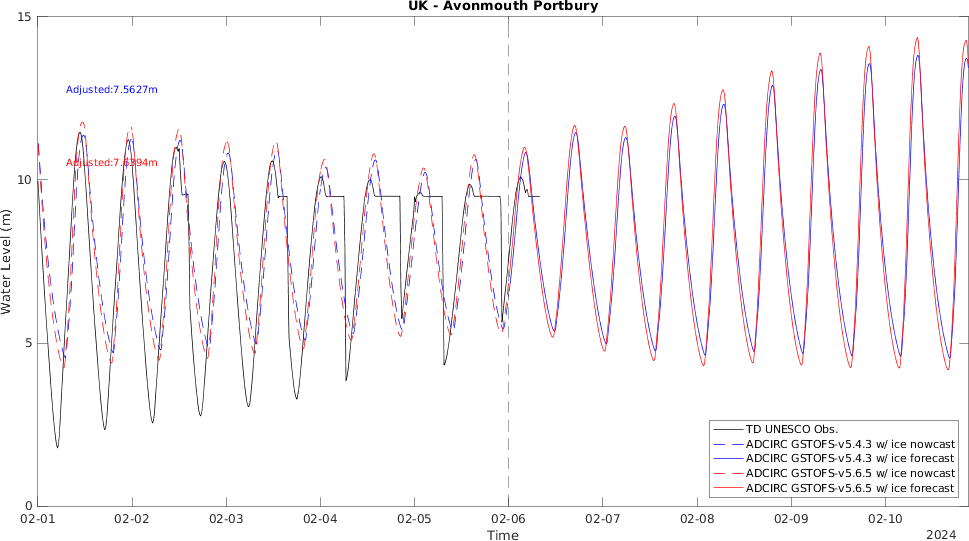 UK - Avonmouth Portbury
15
Adjusted:7.5627m
Adjusted:7.6394m
10
Water Level (m)
5
TD UNESCO Obs.
ADCIRC GSTOFS-v5.4.3 w/ ice nowcast
ADCIRC GSTOFS-v5.4.3 w/ ice forecast
ADCIRC GSTOFS-v5.6.5 w/ ice nowcast
ADCIRC GSTOFS-v5.6.5 w/ ice forecast
0
02-01 02-02 02-03 02-04 02-05 02-06 02-07 02-08 02-09 02-10
Time
2024